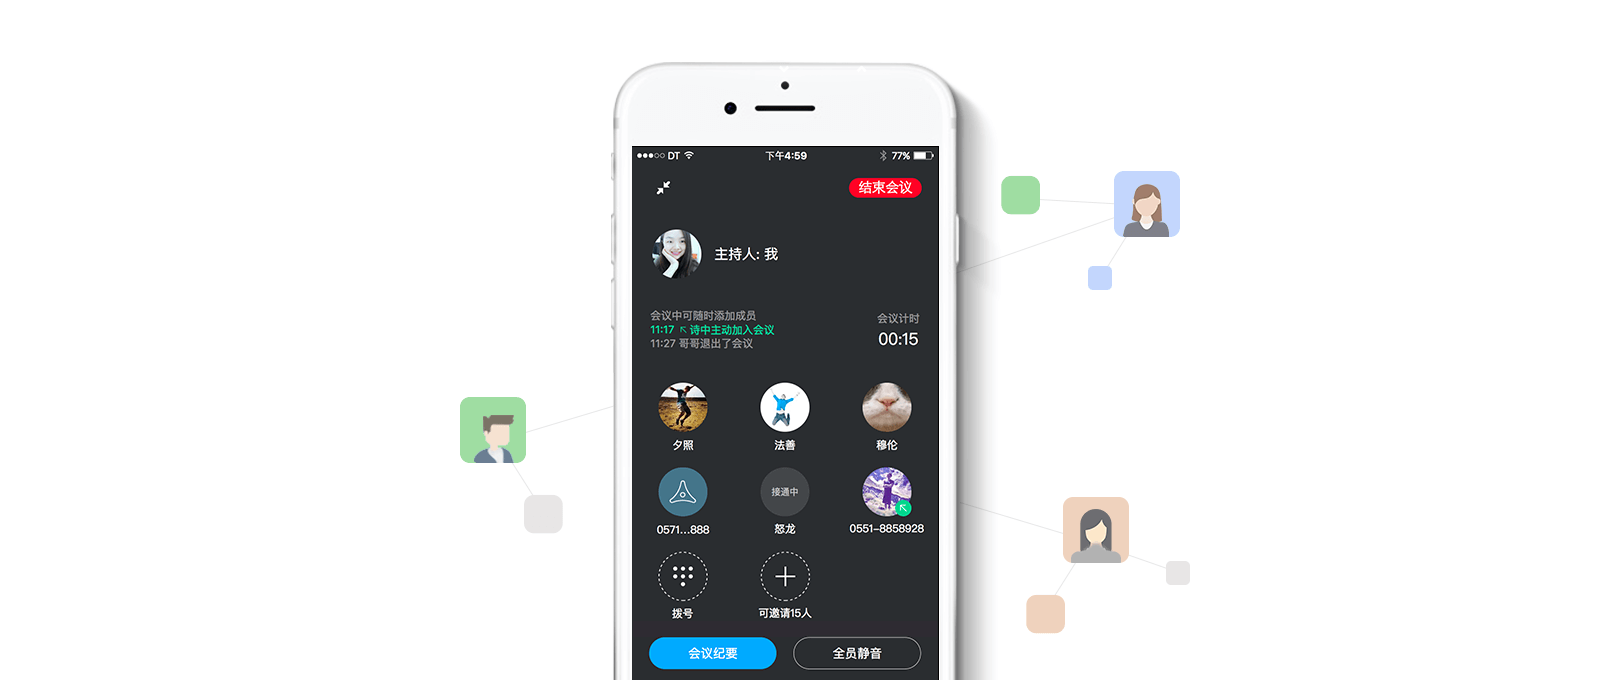 DT 下午4:59 77%
结束会议
主持人: 我
会议中可随时添加成员
11:17 诗中主动加入会议
11:27 哥哥退出了会议
会议计时
00:15
夕照 法善 穆伦
接通中
0571...888 怒龙 0551-8858928
拨号 可邀请15人
会议纪要 全员静音